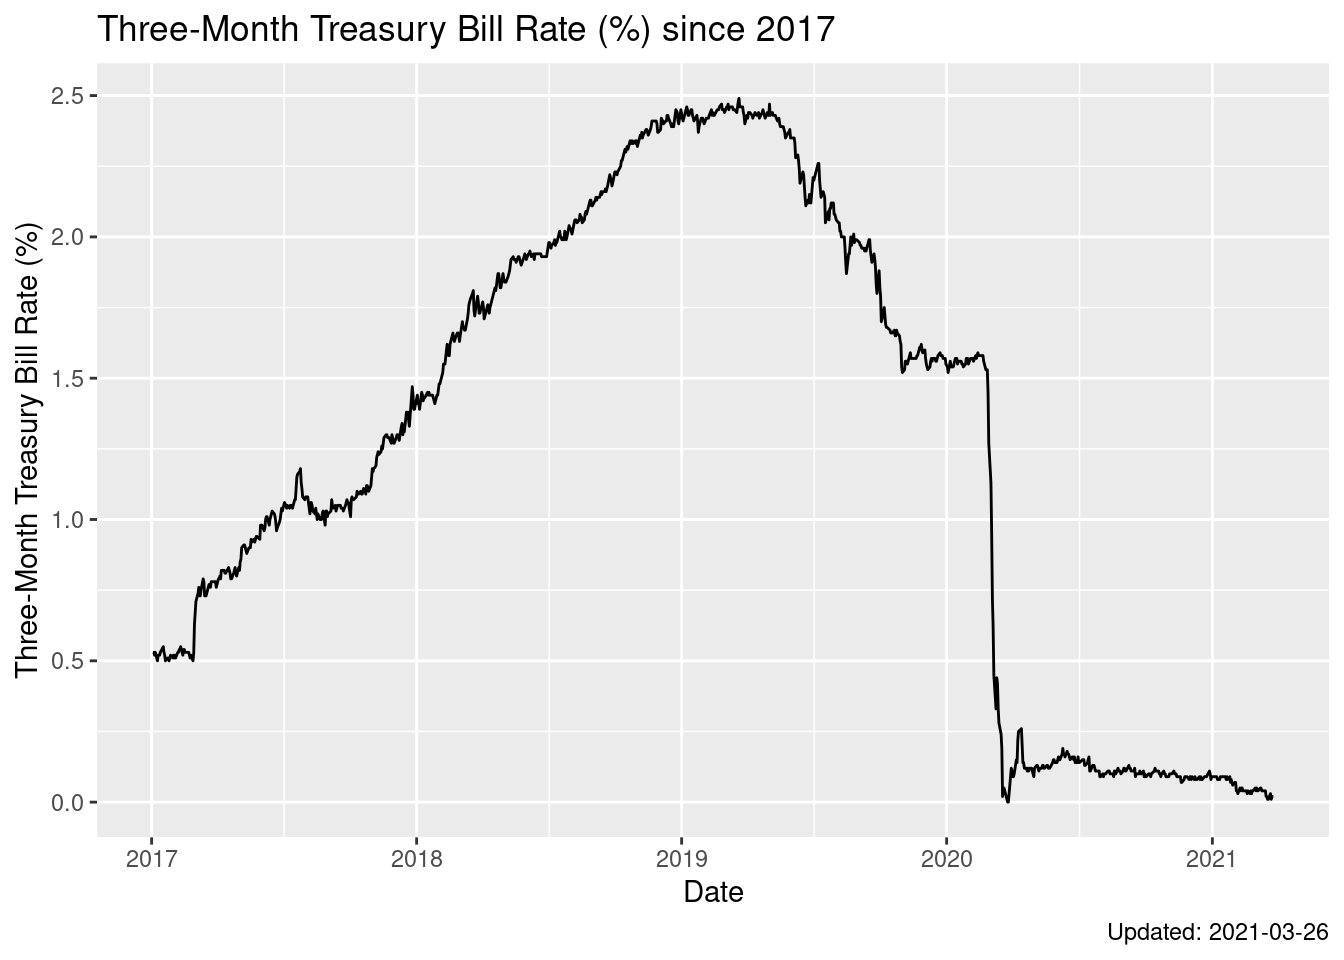 Three-Month Treasury Bill Rate (%) since 2017
Three-Month Treasury Bill Rate (%)
2.5
2.0
1.5
1.0
0.5
0.0
2017 2018 2019 2020 2021
Date
Updated: 2021-03-26